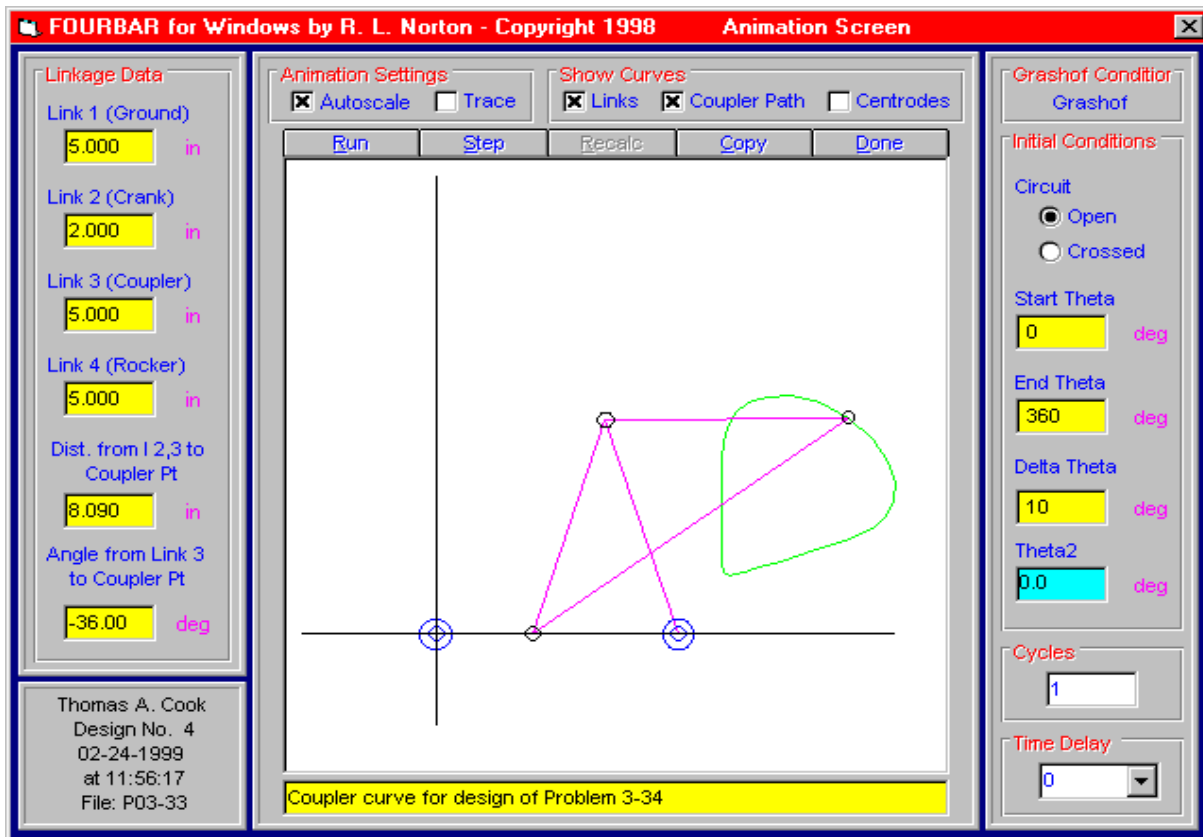 FOURBAR for Windows by R. L. Norton - Copyright 1998 Animation Screen
Linkage Data
Link 1 (Ground)
5.000 in
Link 2 (Crank)
2.000 in
Link 3 (Coupler)
5.000 in
Link 4 (Rocker)
5.000 in
Dist. from I 2,3 to
Coupler Pt
8.090 in
Angle from Link 3
to Coupler Pt
-36.00 deg
Thomas A. Cook
Design No. 4
02-24-1999
at 11:56:17
File: P03-33
Animation Settings
Autoscale Trace
Show Curves
Links Coupler Path Centrodes
Run Step Recalc Copy Done
Coupler curve for design of Problem 3-34
Grashof Condition
Grashof
Initial Conditions
Circuit
Open
Crossed
Start Theta
0 deg
End Theta
360 deg
Delta Theta
10 deg
Theta2
0.0 deg
Cycles
1
Time Delay
0